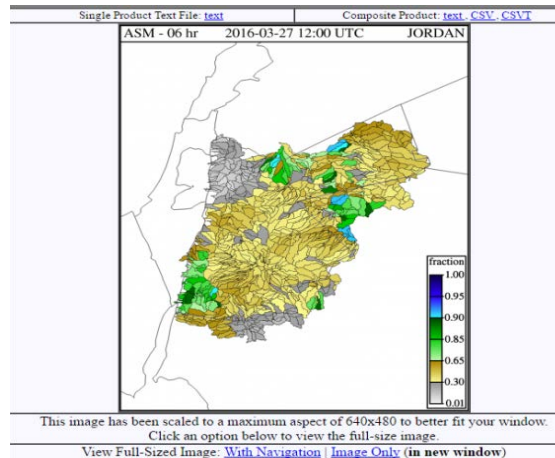 Single Product Text File: text
Composite Product: text , CSV , CSVT
ASM - 06 hr 2016-03-27 12:00 UTC JORDAN
fraction
1.00
0.95
0.90
0.85
0.65
0.30
0.01
This image has been scaled to a maximum aspect of 640x480 to better fit your window.
Click an option below to view the full-size image.
View Full-Sized Image: With Navigation | Image Only (in new window)